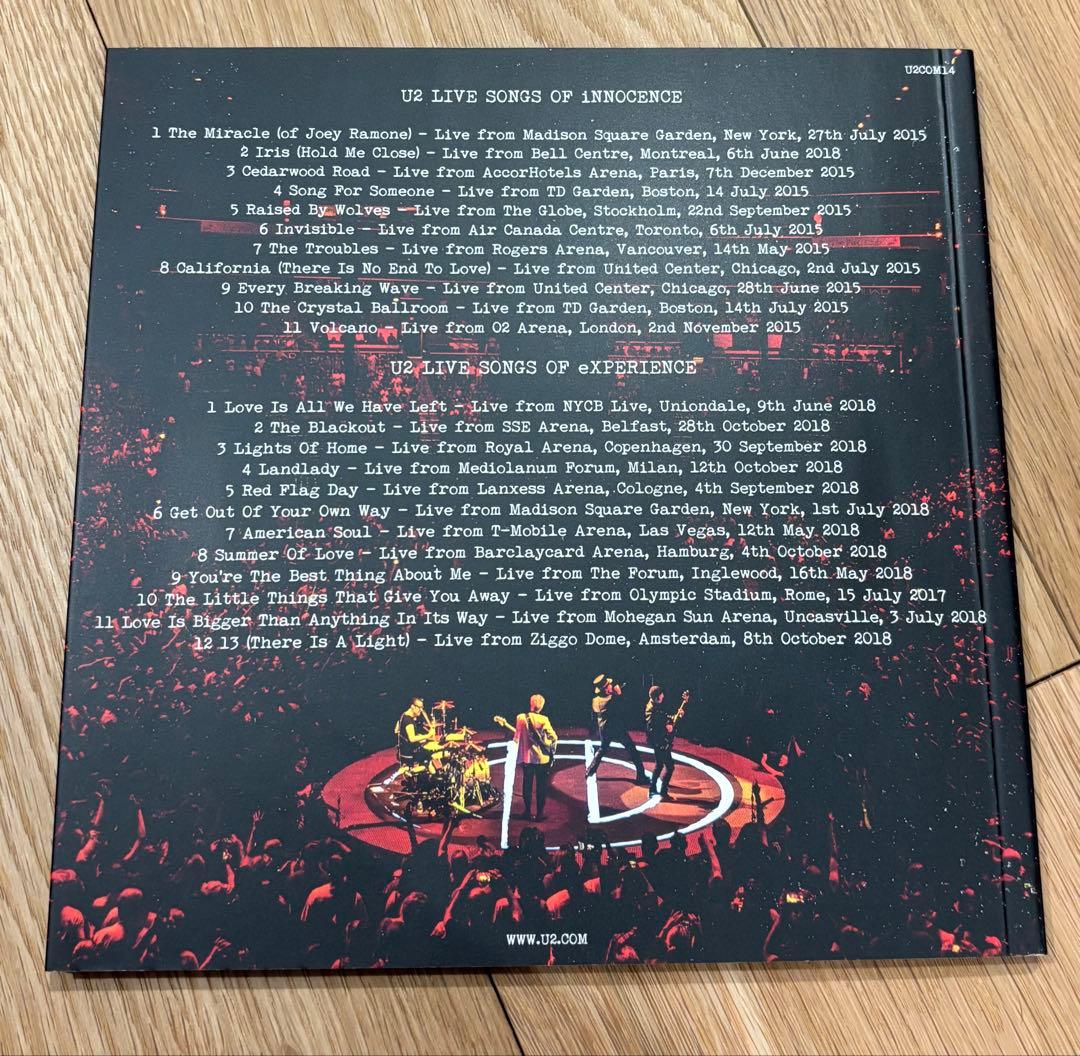 U2COM14
U2 LIVE SONGS OF iNNOCENCE
1 The Miracle (of Joey Ramone) - Live from Madison Square Garden, New York, 27th July 2015
2 Iris (Hold Me Close) - Live from Bell Centre, Montreal, 6th June 2018
3 Cedarwood Road - Live from AccorHotels Arena, Paris, 7th December 2015
4 Song For Someone - Live from TD Garden, Boston, 14 July 2015
5 Raised By Wolves - Live from The Globe, Stockholm, 22nd September 2015
6 Invisible - Live from Air Canada Centre, Toronto, 6th July 2015
7 The Troubles - Live from Rogers Arena, Vancouver, 14th May 2015
8 California (There Is No End To Love) - Live from United Center, Chicago, 2nd July 2015
9 Every Breaking Wave - Live from United Center, Chicago, 28th June 2015
10 The Crystal Ballroom - Live from TD Garden, Boston, 14th July 2015
11 Volcano - Live from O2 Arena, London, 2nd November 2015
U2 LIVE SONGS OF eXPERIENCE
1 Love Is All We Have Left - Live from NYCB Live, Uniondale, 9th June 2018
2 The Blackout - Live from SSE Arena, Belfast, 28th October 2018
3 Lights Of Home - Live from Royal Arena, Copenhagen, 30 September 2018
4 Landlady - Live from Mediolanum Forum, Milan, 12th October 2018
5 Red Flag Day - Live from Lanxess Arena, Cologne, 4th September 2018
6 Get Out Of Your Own Way - Live from Madison Square Garden, New York, 1st July 2018
7 American Soul - Live from T-Mobile Arena, Las Vegas, 12th May 2018
8 Summer Of Love - Live from Barclaycard Arena, Hamburg, 4th October 2018
9 You're The Best Thing About Me - Live from The Forum, Inglewood, 16th May 2018
10 The Little Things That Give You Away - Live from Olympic Stadium, Rome, 15 July 2017
11 Love Is Bigger Than Anything In Its Way - Live from Mohegan Sun Arena, Uncasville, 3 July 2018
12 13 (There Is A Light) - Live from Ziggo Dome, Amsterdam, 8th October 2018
WWW.U2.COM